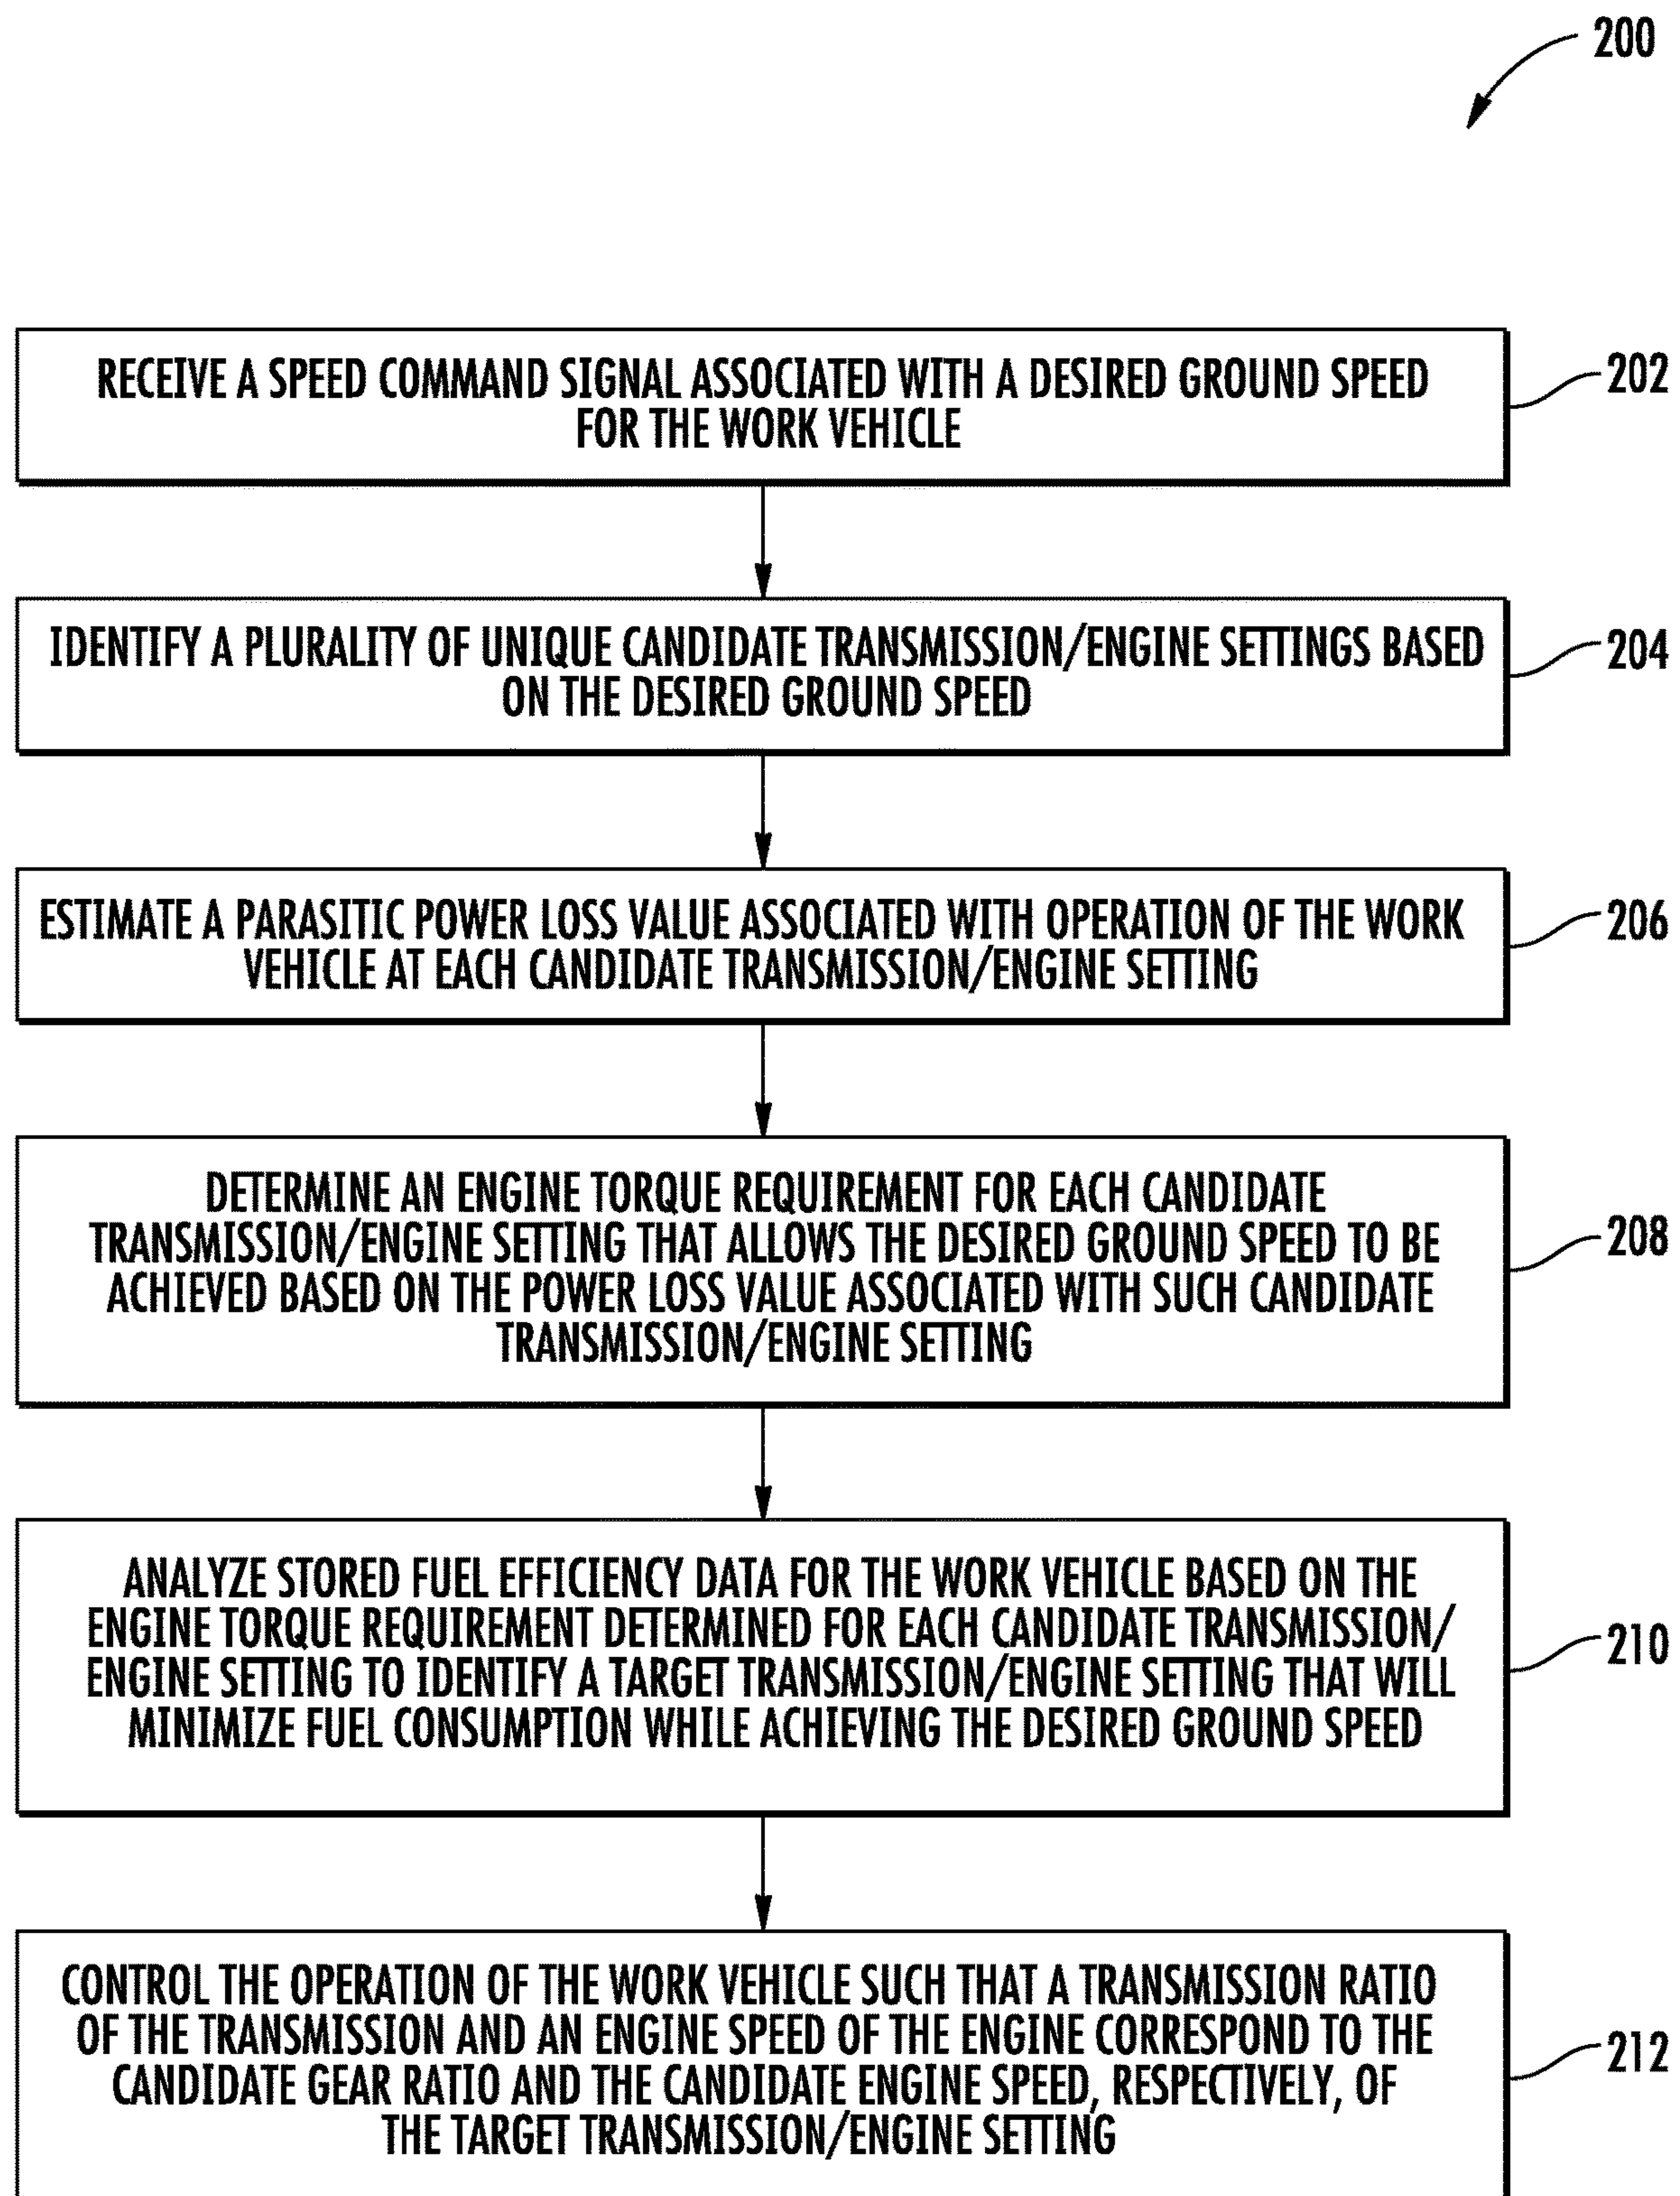 200
RECEIVE A SPEED COMMAND SIGNAL ASSOCIATED WITH A DESIRED GROUND SPEED
FOR THE WORK VEHICLE
202
IDENTIFY A PLURALITY OF UNIQUE CANDIDATE TRANSMISSION/ENGINE SETTINGS BASED
ON THE DESIRED GROUND SPEED
204
ESTIMATE A PARASITIC POWER LOSS VALUE ASSOCIATED WITH OPERATION OF THE WORK
VEHICLE AT EACH CANDIDATE TRANSMISSION/ENGINE SETTING
206
DETERMINE AN ENGINE TORQUE REQUIREMENT FOR EACH CANDIDATE
TRANSMISSION/ENGINE SETTING THAT ALLOWS THE DESIRED GROUND SPEED TO BE
ACHIEVED BASED ON THE POWER LOSS VALUE ASSOCIATED WITH SUCH CANDIDATE
TRANSMISSION/ENGINE SETTING
208
ANALYZE STORED FUEL EFFICIENCY DATA FOR THE WORK VEHICLE BASED ON THE
ENGINE TORQUE REQUIREMENT DETERMINED FOR EACH CANDIDATE TRANSMISSION/
ENGINE SETTING TO IDENTIFY A TARGET TRANSMISSION/ENGINE SETTING THAT WILL
MINIMIZE FUEL CONSUMPTION WHILE ACHIEVING THE DESIRED GROUND SPEED
210
CONTROL THE OPERATION OF THE WORK VEHICLE SUCH THAT A TRANSMISSION RATIO
OF THE TRANSMISSION AND AN ENGINE SPEED OF THE ENGINE CORRESPOND TO THE
CANDIDATE GEAR RATIO AND THE CANDIDATE ENGINE SPEED, RESPECTIVELY, OF
THE TARGET TRANSMISSION/ENGINE SETTING
212